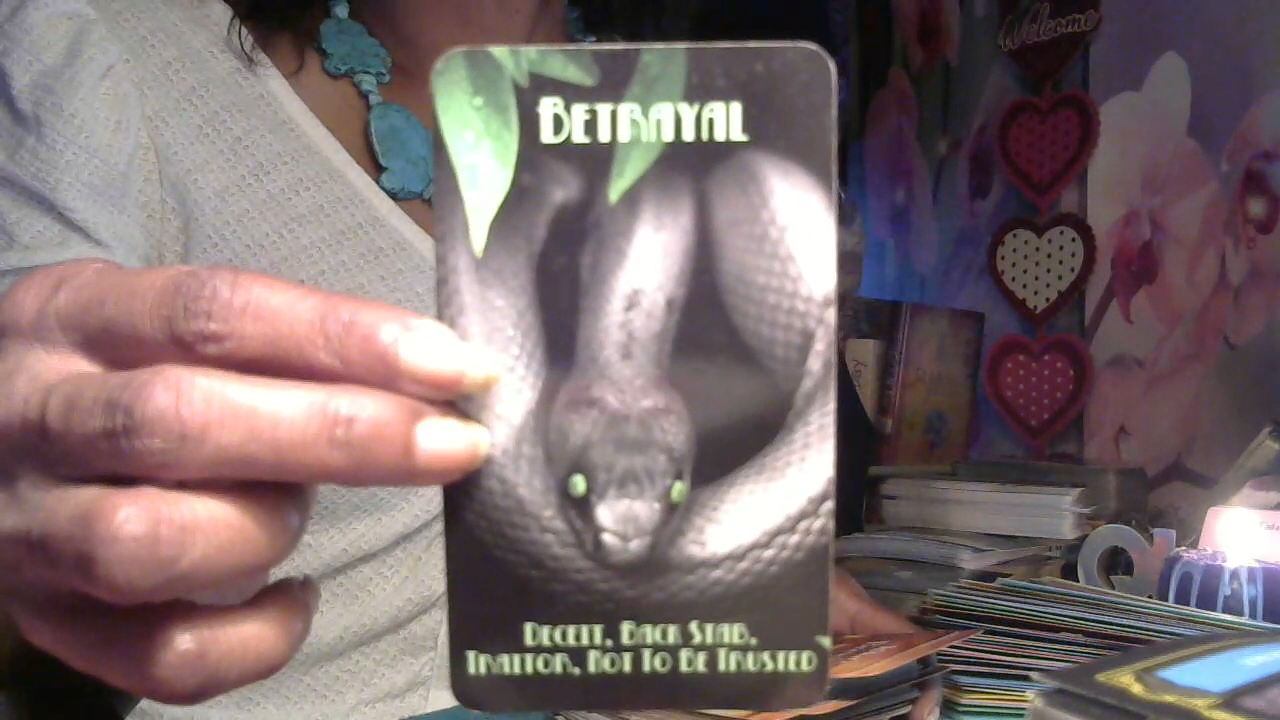 Welcome
BETRAYAL
DECEIT, BACK STAB,
TRAITOR, NOT TO BE TRUSTED